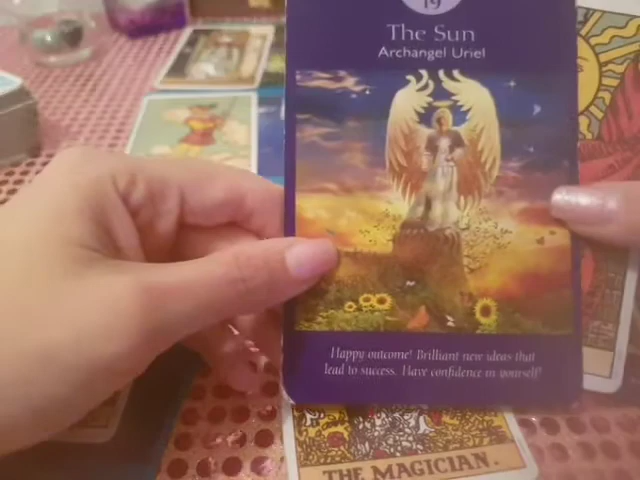 19
The Sun
Archangel Uriel
Happy outcome! Brilliant new ideas that
lead to success. Have confidence in yourself!
THE MAGICIAN.